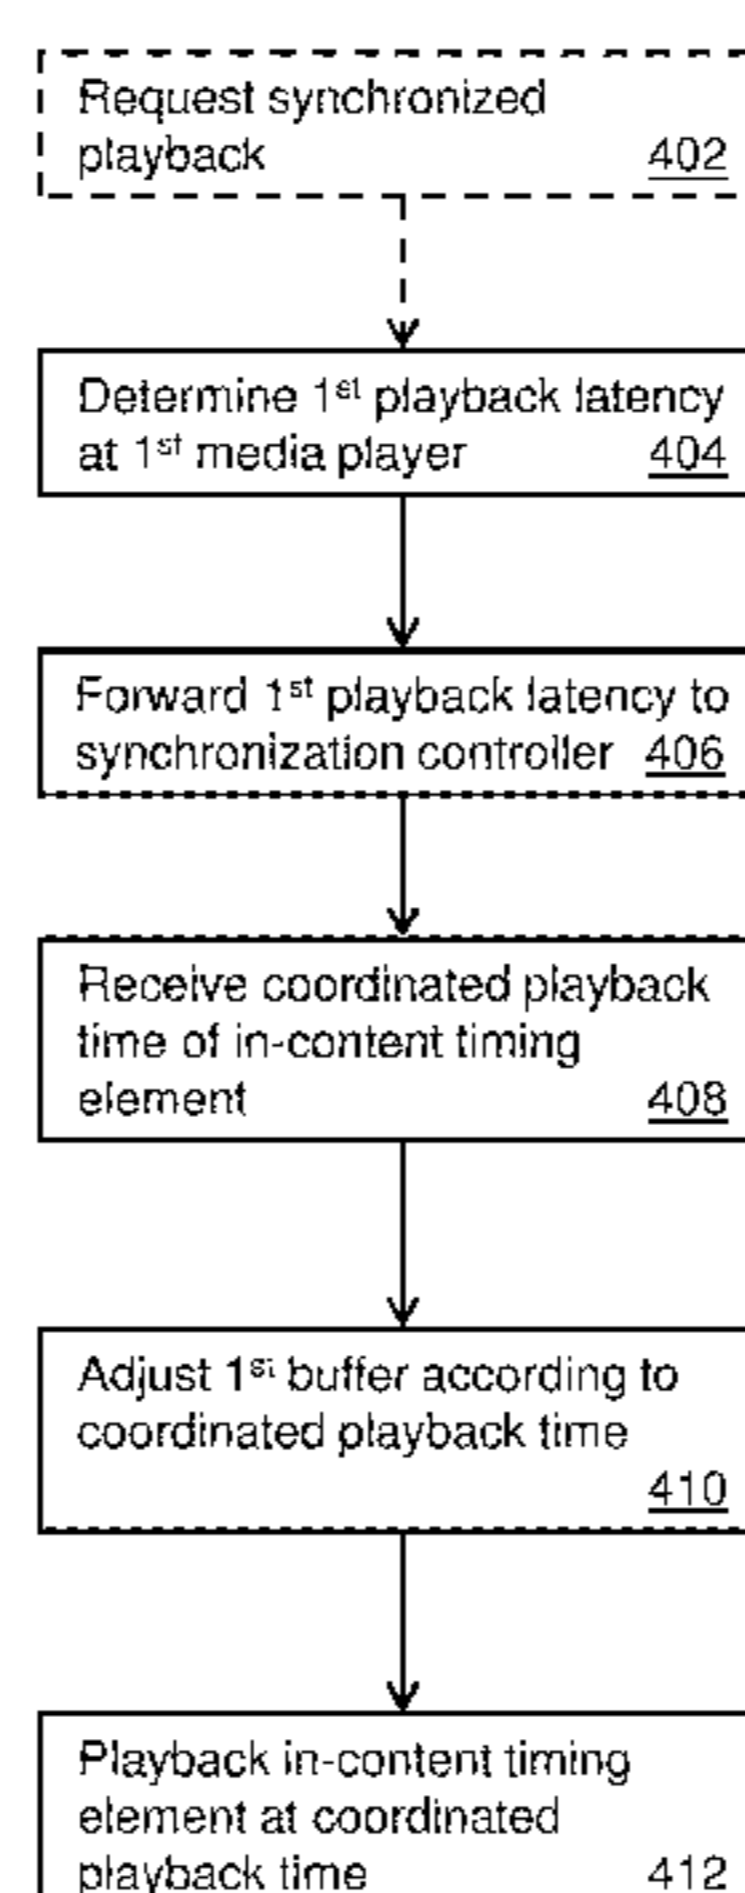 Request synchronized
playback 402
Determine 1st playback latency
at 1st media player 404
Forward 1st playback latency to
synchronization controller 406
Receive coordinated playback
time of in-content timing
element 408
Adjust 1st buffer according to
coordinated playback time
410
Playback in-content timing
element at coordinated
playback time 412